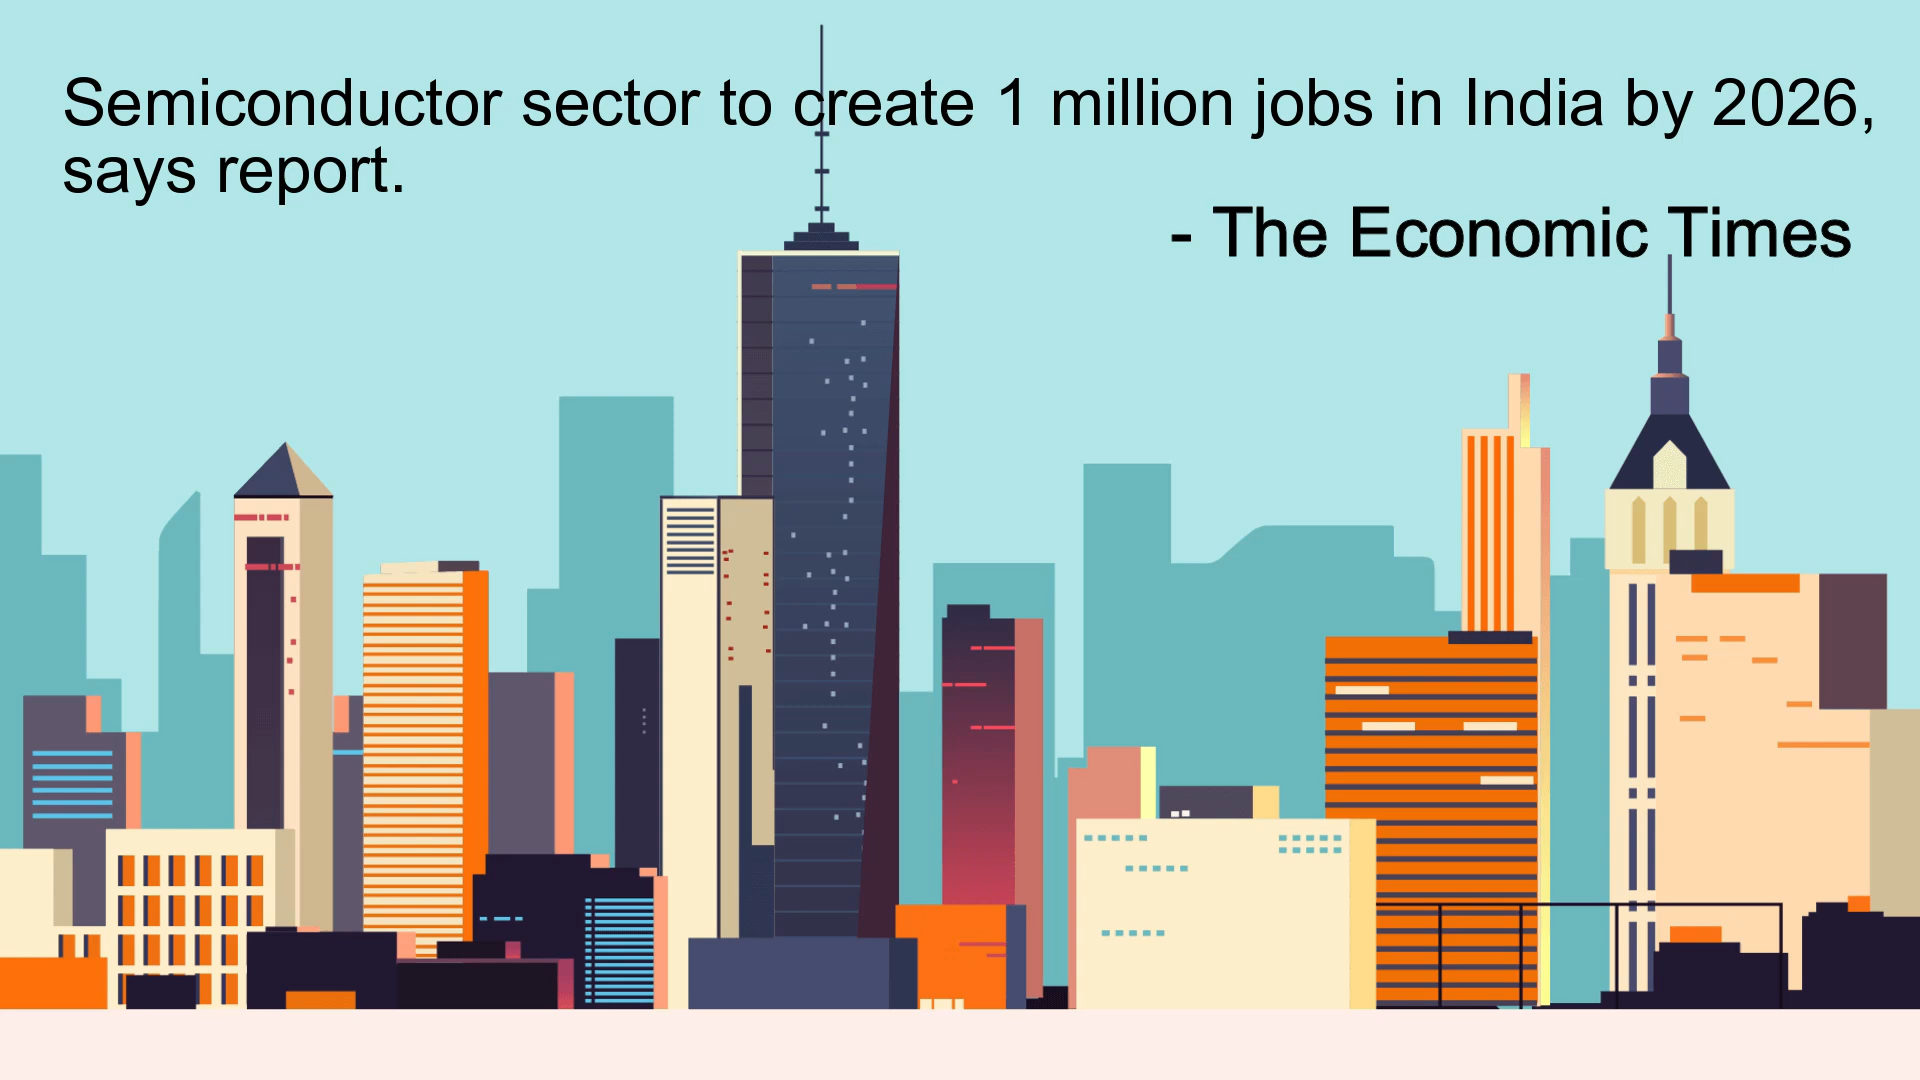 Semiconductor sector to create 1 million jobs in India by 2026,
says report.
- The Economic Times